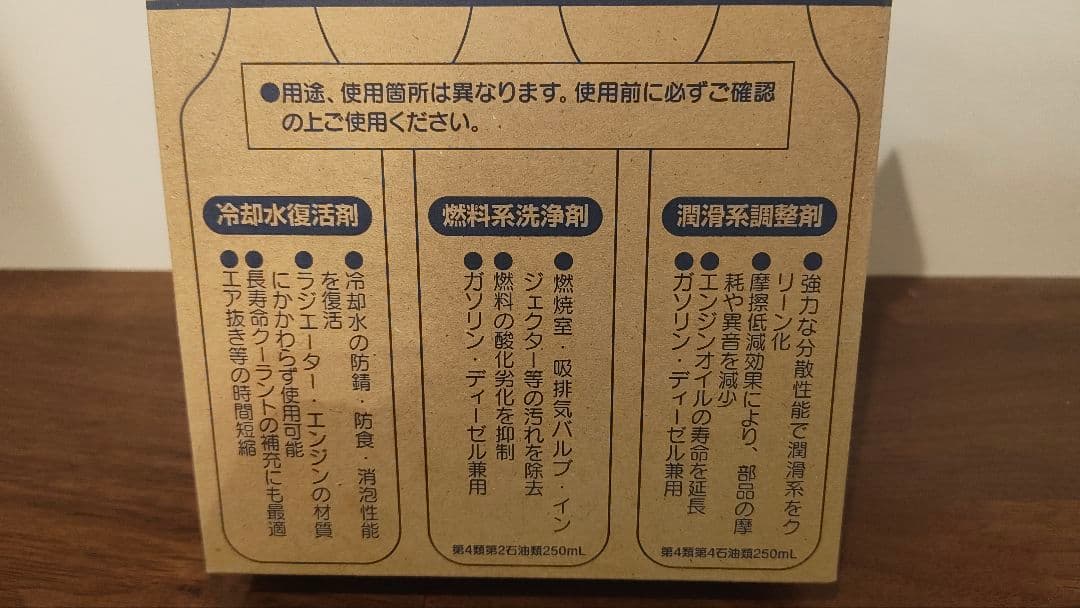 ●用途、使用箇所は異なります。使用前に必ずご確認
の上ご使用ください。
冷却水復活剤
●冷却水の防錆・防食・消泡性能
を復活
●ラジエーター・エンジンの材質
にかかわらず使用可能
●長寿命クーラントの補充にも最適
●エア抜き等の時間短縮
燃料系洗浄剤
●燃焼室・吸排気バルブ・イン
ジェクター等の汚れを除去
●燃料の酸化劣化を抑制
●ガソリン・ディーゼル兼用
第4類第2石油類250mL
潤滑系調整剤
●強力な分散性能で潤滑系をク
リーン化
●摩擦低減効果により、部品の摩
耗や異音を減少
●エンジンオイルの寿命を延長
●ガソリン・ディーゼル兼用
第4類第4石油類250mL